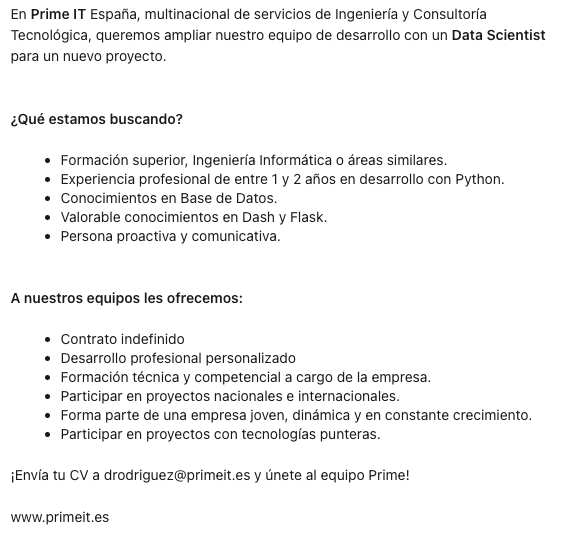 En Prime IT España, multinacional de servicios de Ingeniería y Consultoría
Tecnológica, queremos ampliar nuestro equipo de desarrollo con un Data Scientist
para un nuevo proyecto.
¿Qué estamos buscando?
• Formación superior, Ingeniería Informática o áreas similares.
• Experiencia profesional de entre 1 y 2 años en desarrollo con Python.
• Conocimientos en Base de Datos.
• Valorable conocimientos en Dash y Flask.
• Persona proactiva y comunicativa.
A nuestros equipos les ofrecemos:
• Contrato indefinido
• Desarrollo profesional personalizado
• Formación técnica y competencial a cargo de la empresa.
• Participar en proyectos nacionales e internacionales.
• Forma parte de una empresa joven, dinámica y en constante crecimiento.
• Participar en proyectos con tecnologías punteras.
¡Envía tu CV a drodriguez@primeit.es y únete al equipo Prime!
www.primeit.es